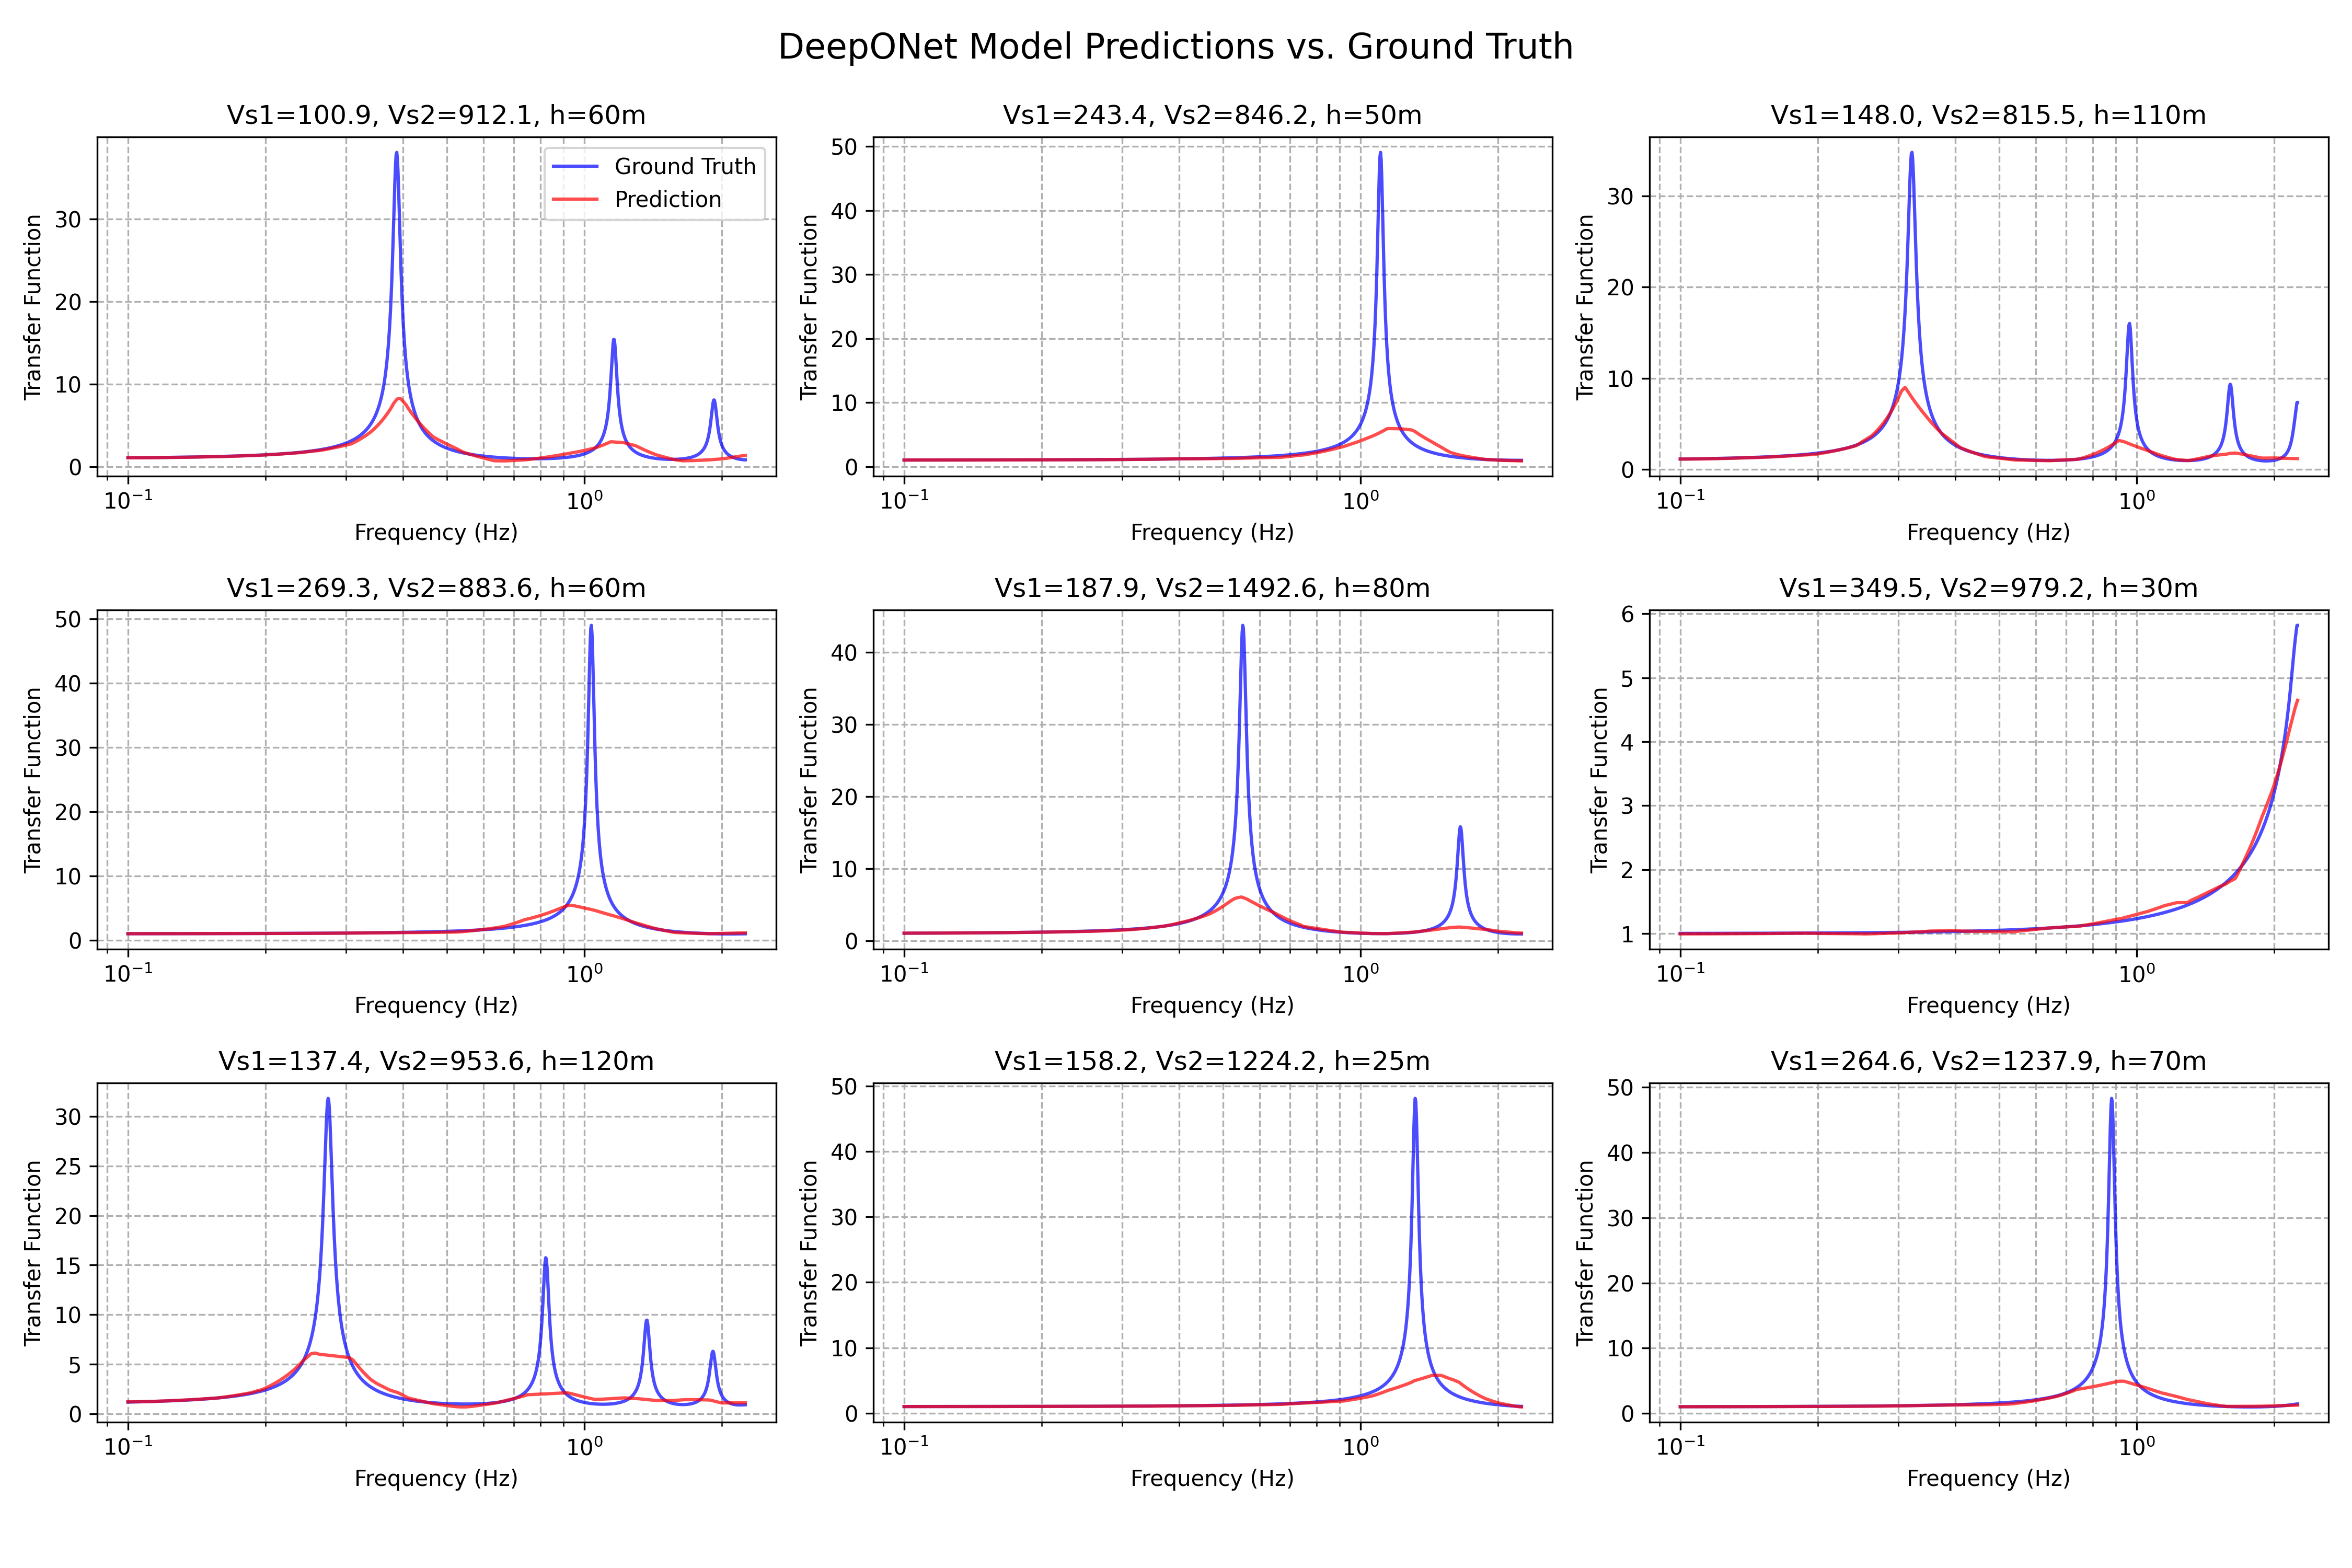 DeepONet Model Predictions vs. Ground Truth
Vs1=100.9, Vs2=912.1, h=60m
Transfer Function
30
20
10
0
Ground Truth
Prediction
10⁻¹
10⁰
Frequency (Hz)
Vs1=243.4, Vs2=846.2, h=50m
Transfer Function
50
40
30
20
10
0
10⁻¹
10⁰
Frequency (Hz)
Vs1=148.0, Vs2=815.5, h=110m
Transfer Function
30
20
10
0
10⁻¹
10⁰
Frequency (Hz)
Vs1=269.3, Vs2=883.6, h=60m
Transfer Function
50
40
30
20
10
0
10⁻¹
10⁰
Frequency (Hz)
Vs1=187.9, Vs2=1492.6, h=80m
Transfer Function
40
30
20
10
0
10⁻¹
10⁰
Frequency (Hz)
Vs1=349.5, Vs2=979.2, h=30m
Transfer Function
6
5
4
3
2
1
10⁻¹
10⁰
Frequency (Hz)
Vs1=137.4, Vs2=953.6, h=120m
Transfer Function
30
25
20
15
10
5
0
10⁻¹
10⁰
Frequency (Hz)
Vs1=158.2, Vs2=1224.2, h=25m
Transfer Function
50
40
30
20
10
0
10⁻¹
10⁰
Frequency (Hz)
Vs1=264.6, Vs2=1237.9, h=70m
Transfer Function
50
40
30
20
10
0
10⁻¹
10⁰
Frequency (Hz)